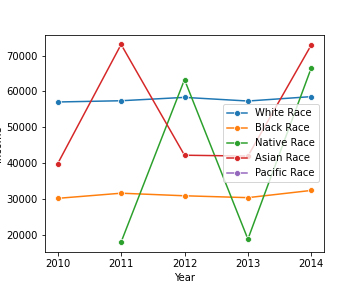 70000
60000
50000
40000
30000
20000
White Race
Black Race
Native Race
Asian Race
Pacific Race
2010 2011 2012 2013 2014
Year